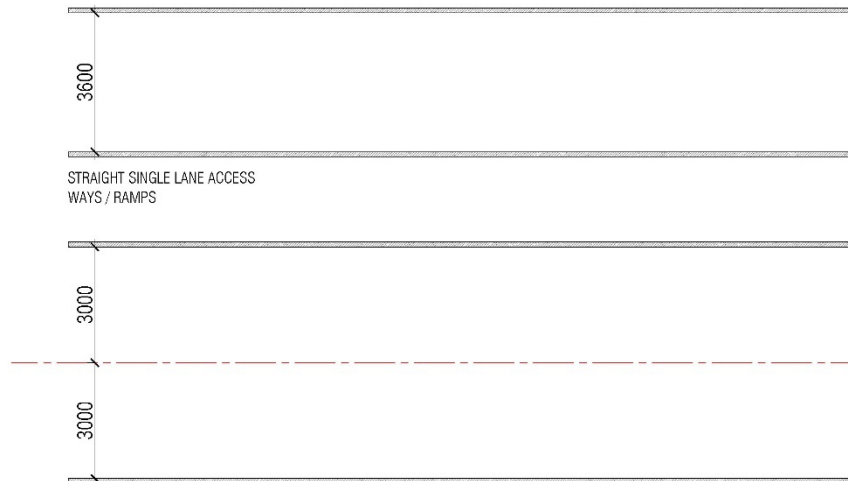 3600
STRAIGHT SINGLE LANE ACCESS
WAYS / RAMPS
3000
3000